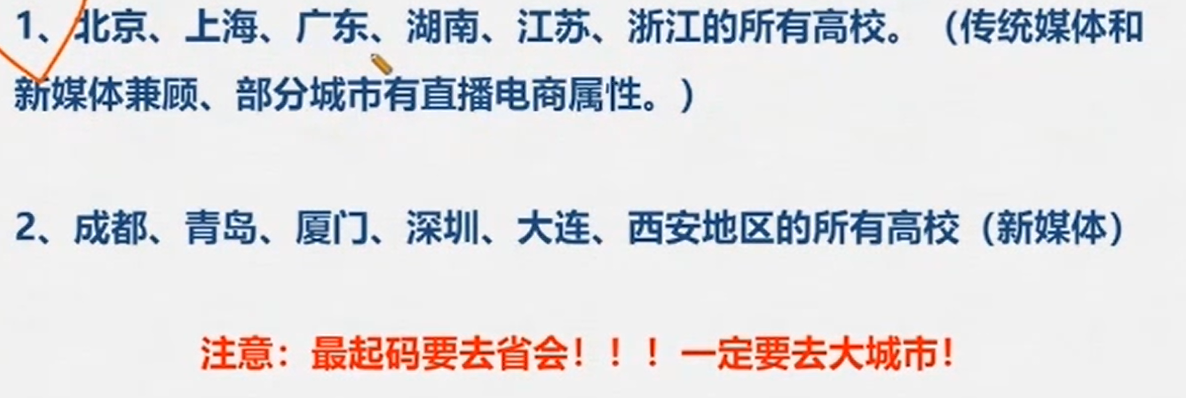 1、北京、上海、广东、湖南、江苏、浙江的所有高校。（传统媒体和
新媒体兼顾、部分城市有直播电商属性。）
2、成都、青岛、厦门、深圳、大连、西安地区的所有高校（新媒体）
注意：最起码要去省会！！！一定要去大城市！